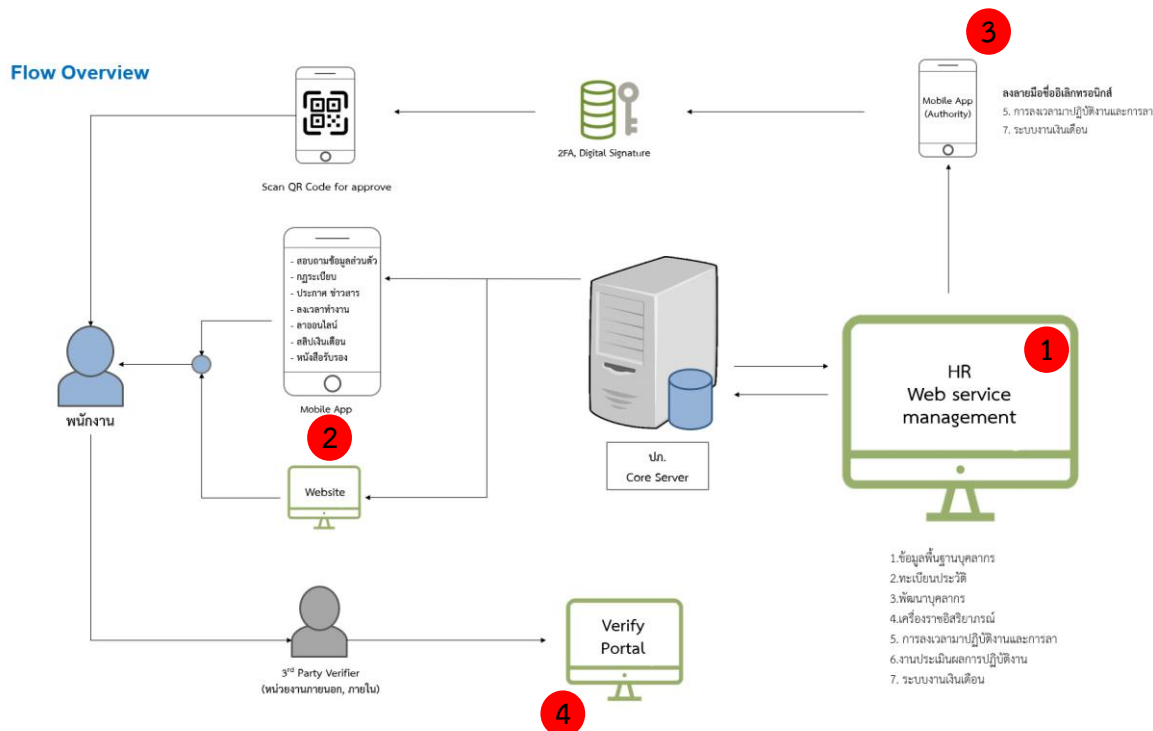 Flow Overview
3
Mobile App
(Authority)
ลงลายมือชื่ออิเล็กทรอนิกส์
5. การลงเวลามาปฏิบัติงานและการลา
7. ระบบงานเงินเดือน
2FA, Digital Signature
Scan QR Code for approve
- สอบถามข้อมูลส่วนตัว
- กฎระเบียบ
- ประกาศ ข่าวสาร
- ลงเวลาทำงาน
- ลาออนไลน์
- สลิปเงินเดือน
- หนังสือรับรอง
Mobile App
2
Website
พนักงาน
ปภ.
Core Server
1
HR
Web service
management
1.ข้อมูลพื้นฐานบุคลากร
2.ทะเบียนประวัติ
3.พัฒนาบุคลากร
4.เครื่องราชอิสริยาภรณ์
5. การลงเวลามาปฏิบัติงานและการลา
6.งานประเมินผลการปฏิบัติงาน
7. ระบบงานเงินเดือน
3rd Party Verifier
(หน่วยงานภายนอก, ภายใน)
Verify
Portal
4